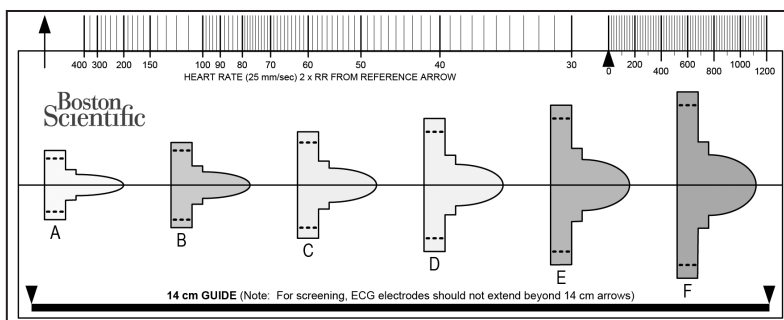 400 300 200 150 100 90 80 70 60 50 40 30 0 200 400 600 800 1000 1200
HEART RATE (25 mm/sec) 2 x RR FROM REFERENCE ARROW
Boston
Scientific
A B C D E F
14 cm GUIDE (Note: For screening, ECG electrodes should not extend beyond 14 cm arrows)